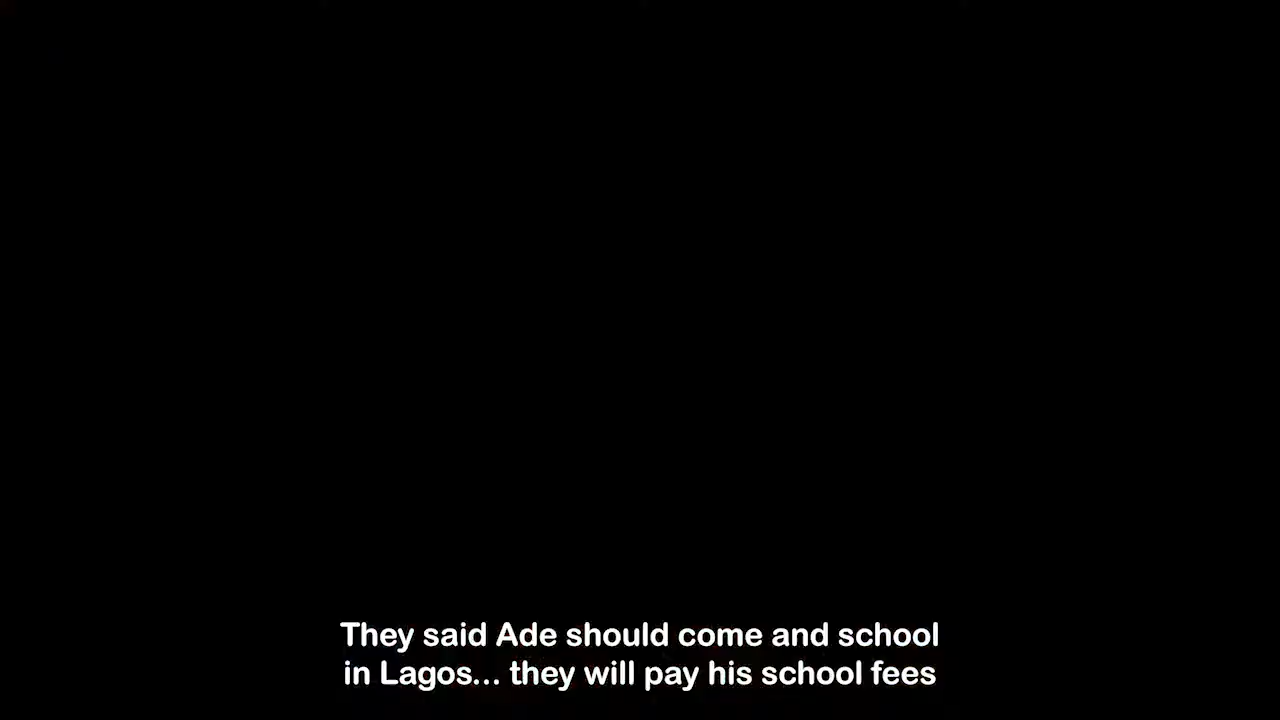 They said Ade should come and school
in Lagos... they will pay his school fees